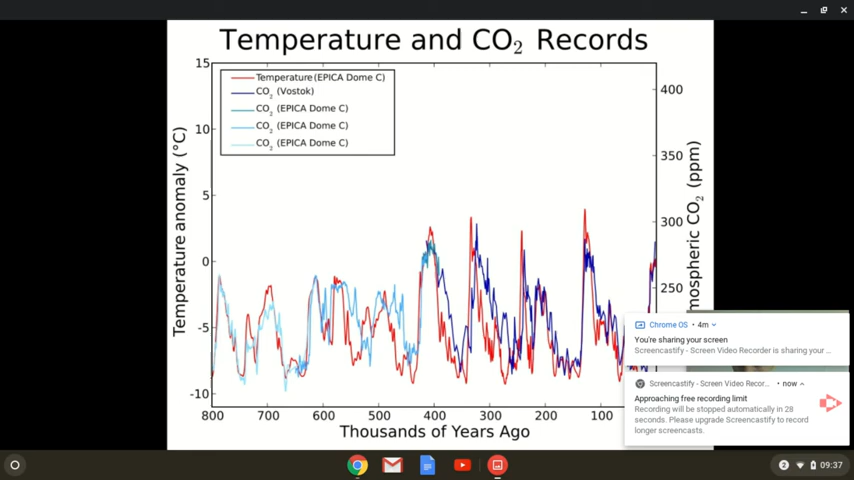 Temperature and CO2 Records
15
10
5
0
-5
-10
400
350
300
250
Temperature (EPICA Dome C)
CO2 (Vostok)
CO2 (EPICA Dome C)
CO2 (EPICA Dome C)
CO2 (EPICA Dome C)
Temperature anomaly (°C)
mospheric CO2 (ppm)
800 700 600 500 400 300 200 100
Thousands of Years Ago
Chrome OS • 4m
You're sharing your screen
Screencastify - Screen Video Recorder is sharing your ...
Screencastify - Screen Video Recor... • now
Approaching free recording limit
Recording will be stopped automatically in 28
seconds. Please upgrade Screencastify to record
longer screencasts.
2 09:37